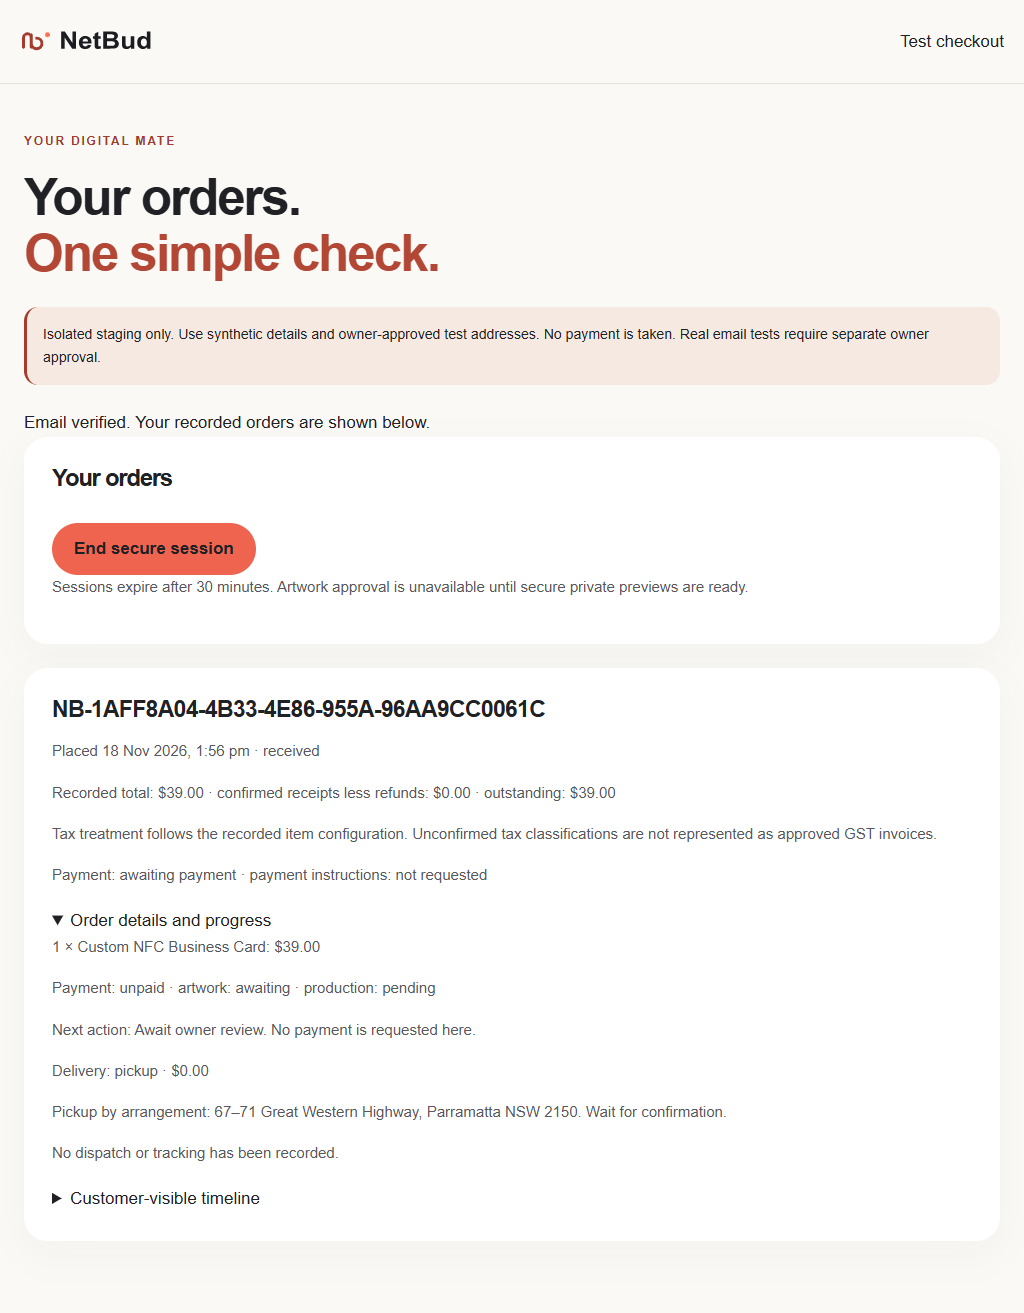 NetBud
Test checkout
YOUR DIGITAL MATE
Your orders.
One simple check.
Isolated staging only. Use synthetic details and owner-approved test addresses. No payment is taken. Real email tests require separate owner
approval.
Email verified. Your recorded orders are shown below.
Your orders
End secure session
Sessions expire after 30 minutes. Artwork approval is unavailable until secure private previews are ready.
NB-1AFF8A04-4B33-4E86-955A-96AA9CC0061C
Placed 18 Nov 2026, 1:56 pm · received
Recorded total: $39.00 · confirmed receipts less refunds: $0.00 · outstanding: $39.00
Tax treatment follows the recorded item configuration. Unconfirmed tax classifications are not represented as approved GST invoices.
Payment: awaiting payment · payment instructions: not requested
▼ Order details and progress
1 × Custom NFC Business Card: $39.00
Payment: unpaid · artwork: awaiting · production: pending
Next action: Await owner review. No payment is requested here.
Delivery: pickup · $0.00
Pickup by arrangement: 67–71 Great Western Highway, Parramatta NSW 2150. Wait for confirmation.
No dispatch or tracking has been recorded.
▶ Customer-visible timeline